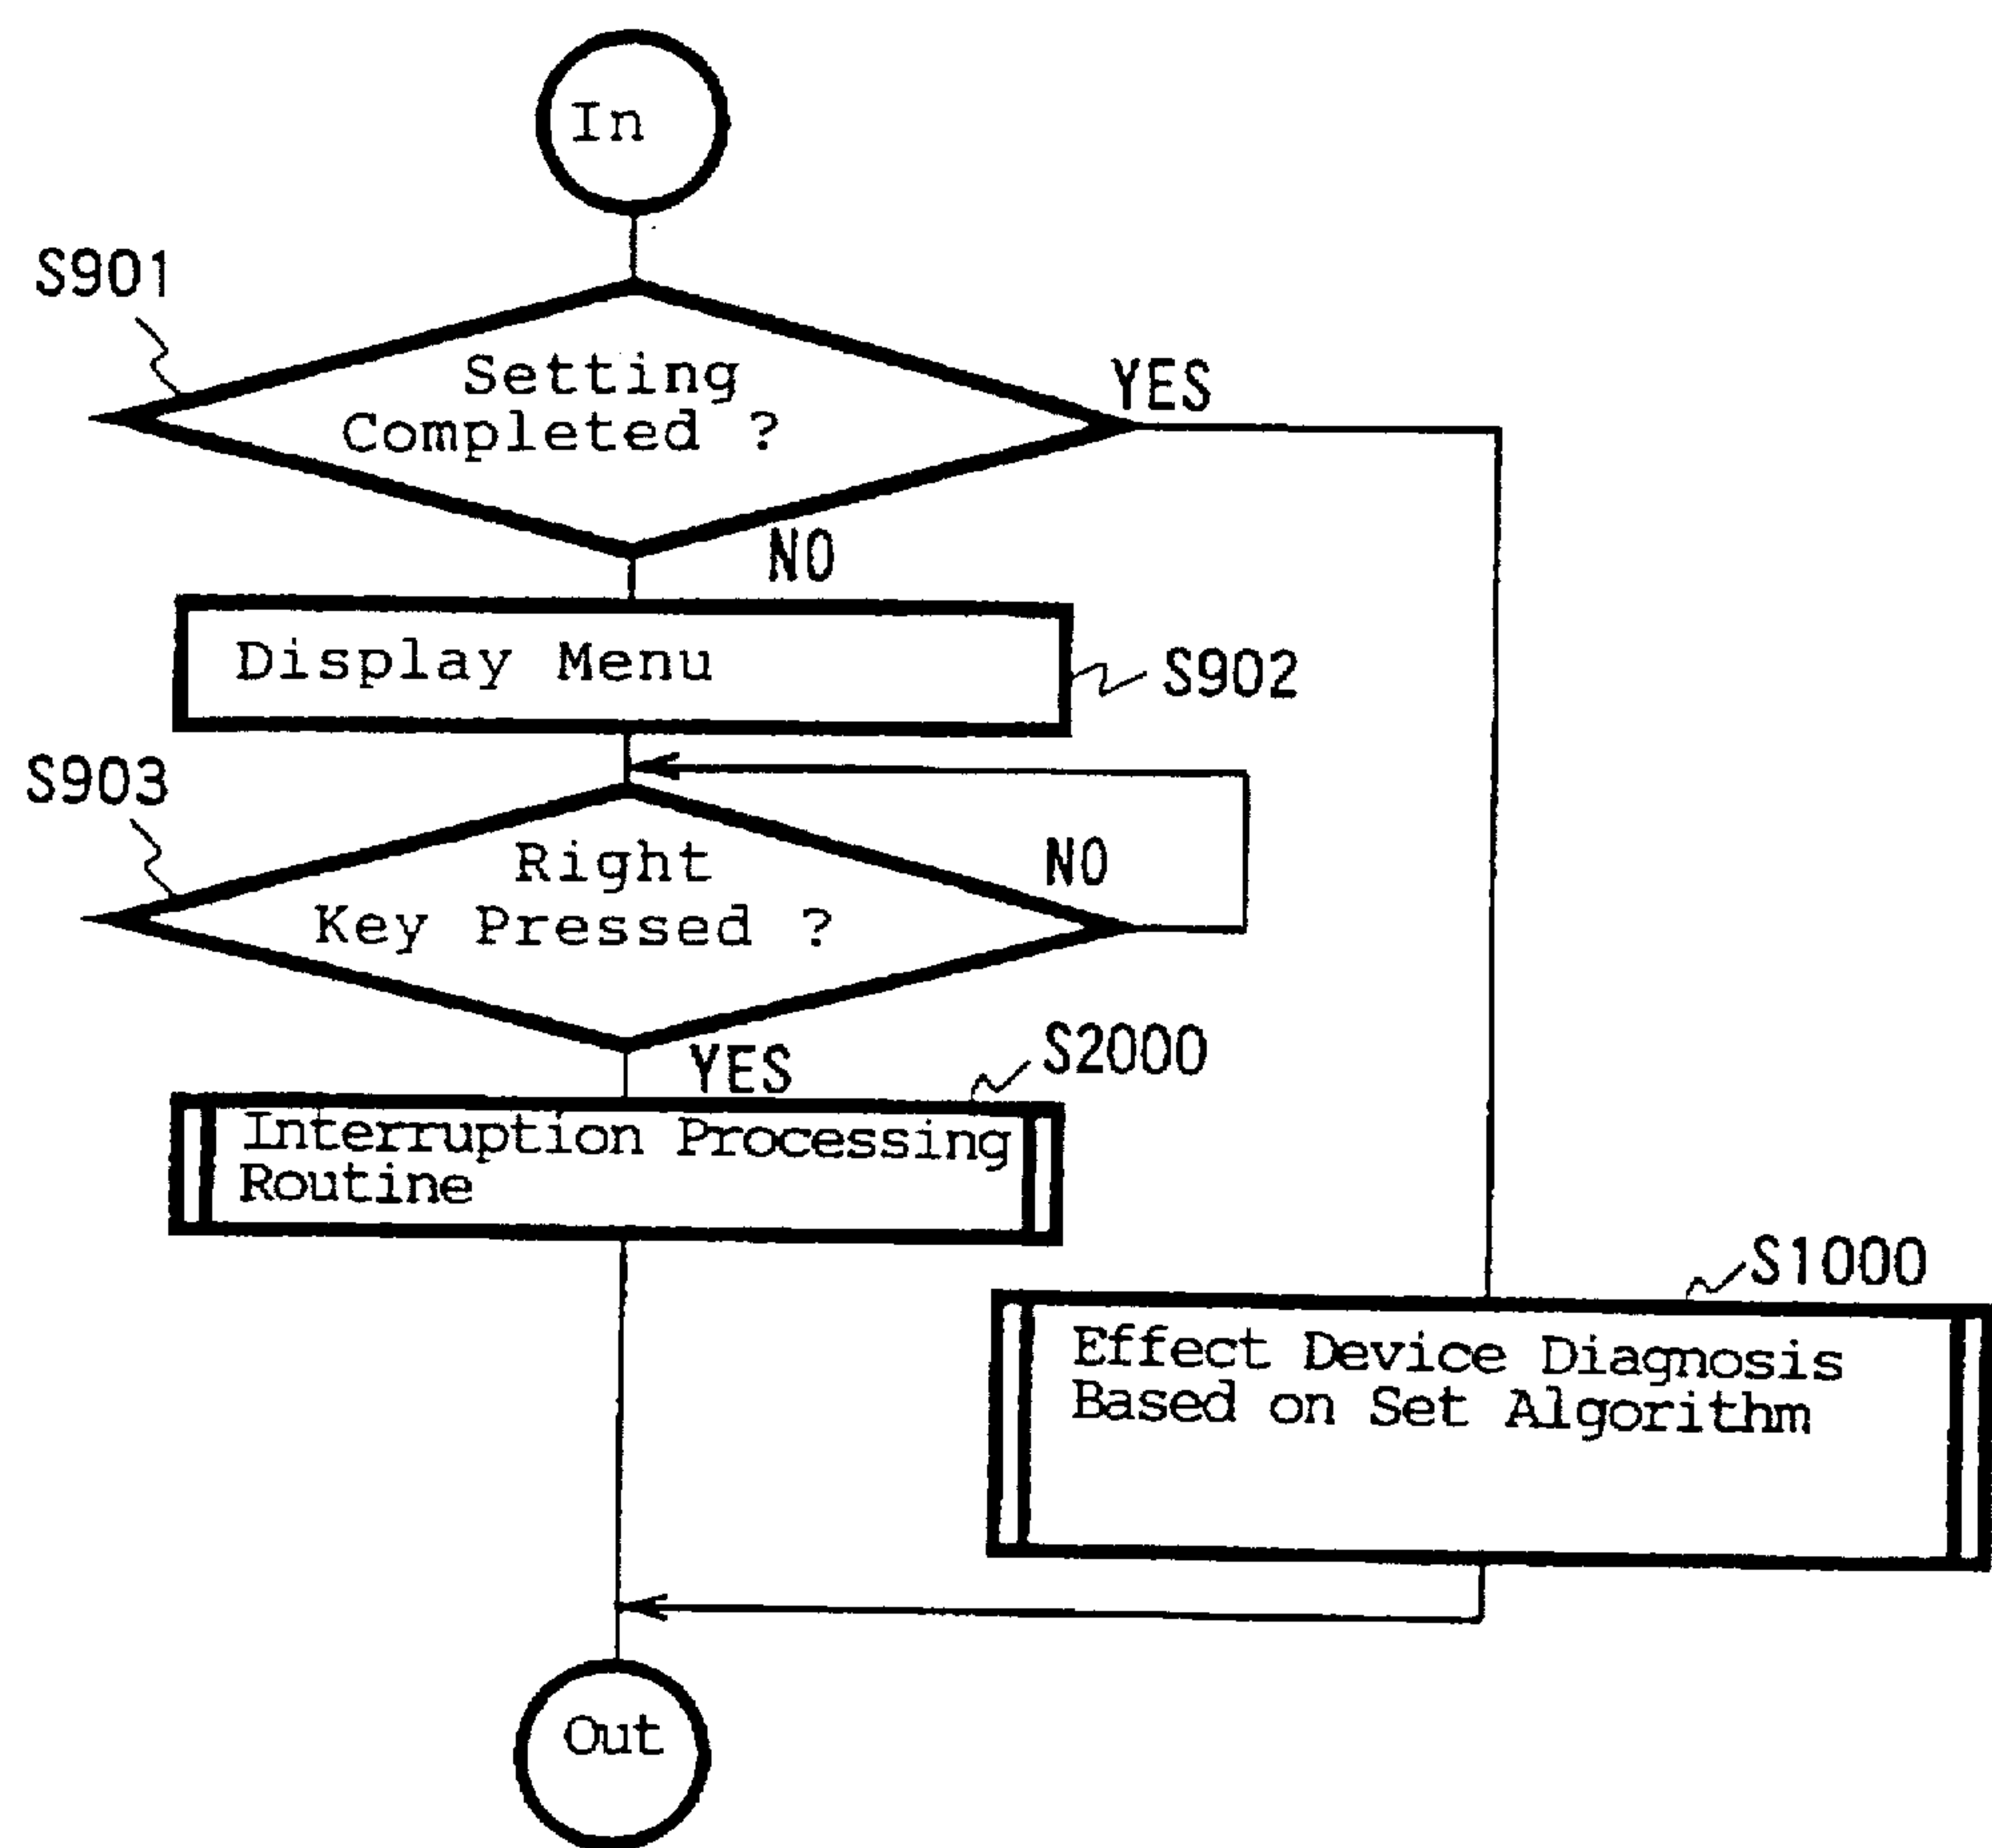 In
S901
Setting
Completed ?
YES
NO
Display Menu
S902
S903
Right
Key Pressed ?
NO
YES
S2000
Interruption Processing
Routine
S1000
Effect Device Diagnosis
Based on Set Algorithm
Out